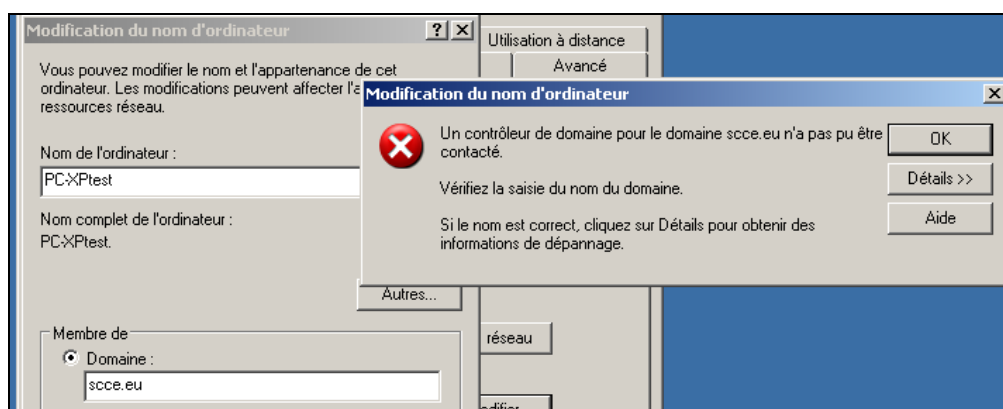 Modification du nom d'ordinateur
Utilisation à distance
Avancé
Vous pouvez modifier le nom et l'appartenance de cet
ordinateur. Les modifications peuvent affecter
ressources réseau.
Nom de l'ordinateur :
PC-XPtest
Nom complet de l'ordinateur :
PC-XPtest.
Autres...
Membre de
Domaine :
scce.eu
réseau
Modification du nom d'ordinateur
Un contrôleur de domaine pour le domaine scce.eu n'a pas pu être
contacté.
Vérifiez la saisie du nom du domaine.
Si le nom est correct, cliquez sur Détails pour obtenir des
informations de dépannage.
OK
Détails >>
Aide